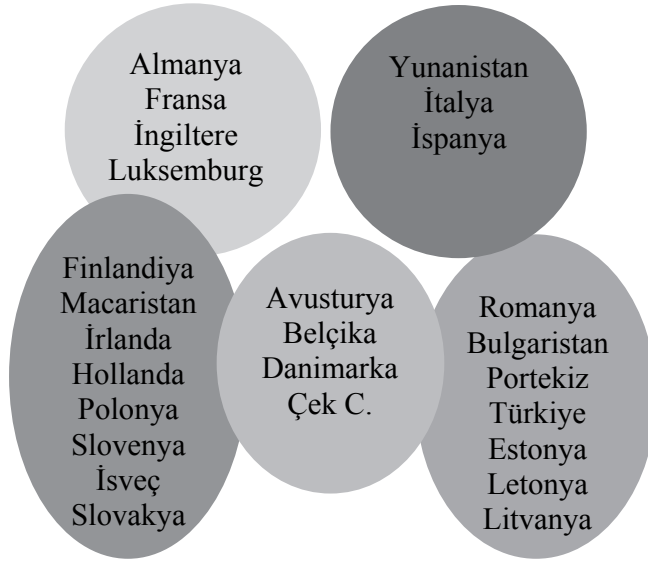 Almanya
Fransa
İngiltere
Luksemburg
Yunanistan
İtalya
İspanya
Finlandiya
Macaristan
İrlanda
Hollanda
Polonya
Slovenya
İsveç
Slovakya
Avusturya
Belçika
Danimarka
Çek C.
Romanya
Bulgaristan
Portekiz
Türkiye
Estonya
Letonya
Litvanya